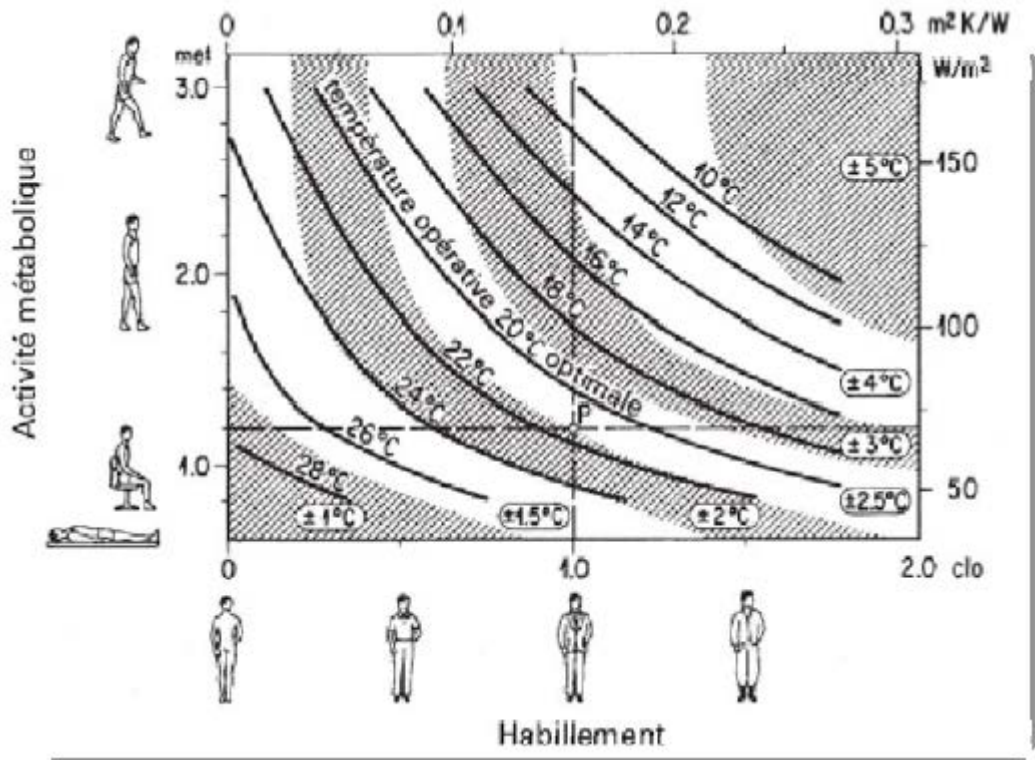 0 0,1 0.2 0.3 m² K/W
met W/m²
3.0
température opérative 20°C optimale
10°C
±5°C
150
12°C
14°C
16°C
18°C
2.0
100
22°C
24°C
±4°C
P
26°C
±3°C
1.0
28°C
±1°C
±1.5°C
±2°C
±2.5°C
50
0 1.0 2.0 clo
Activité métabolique
Habillement